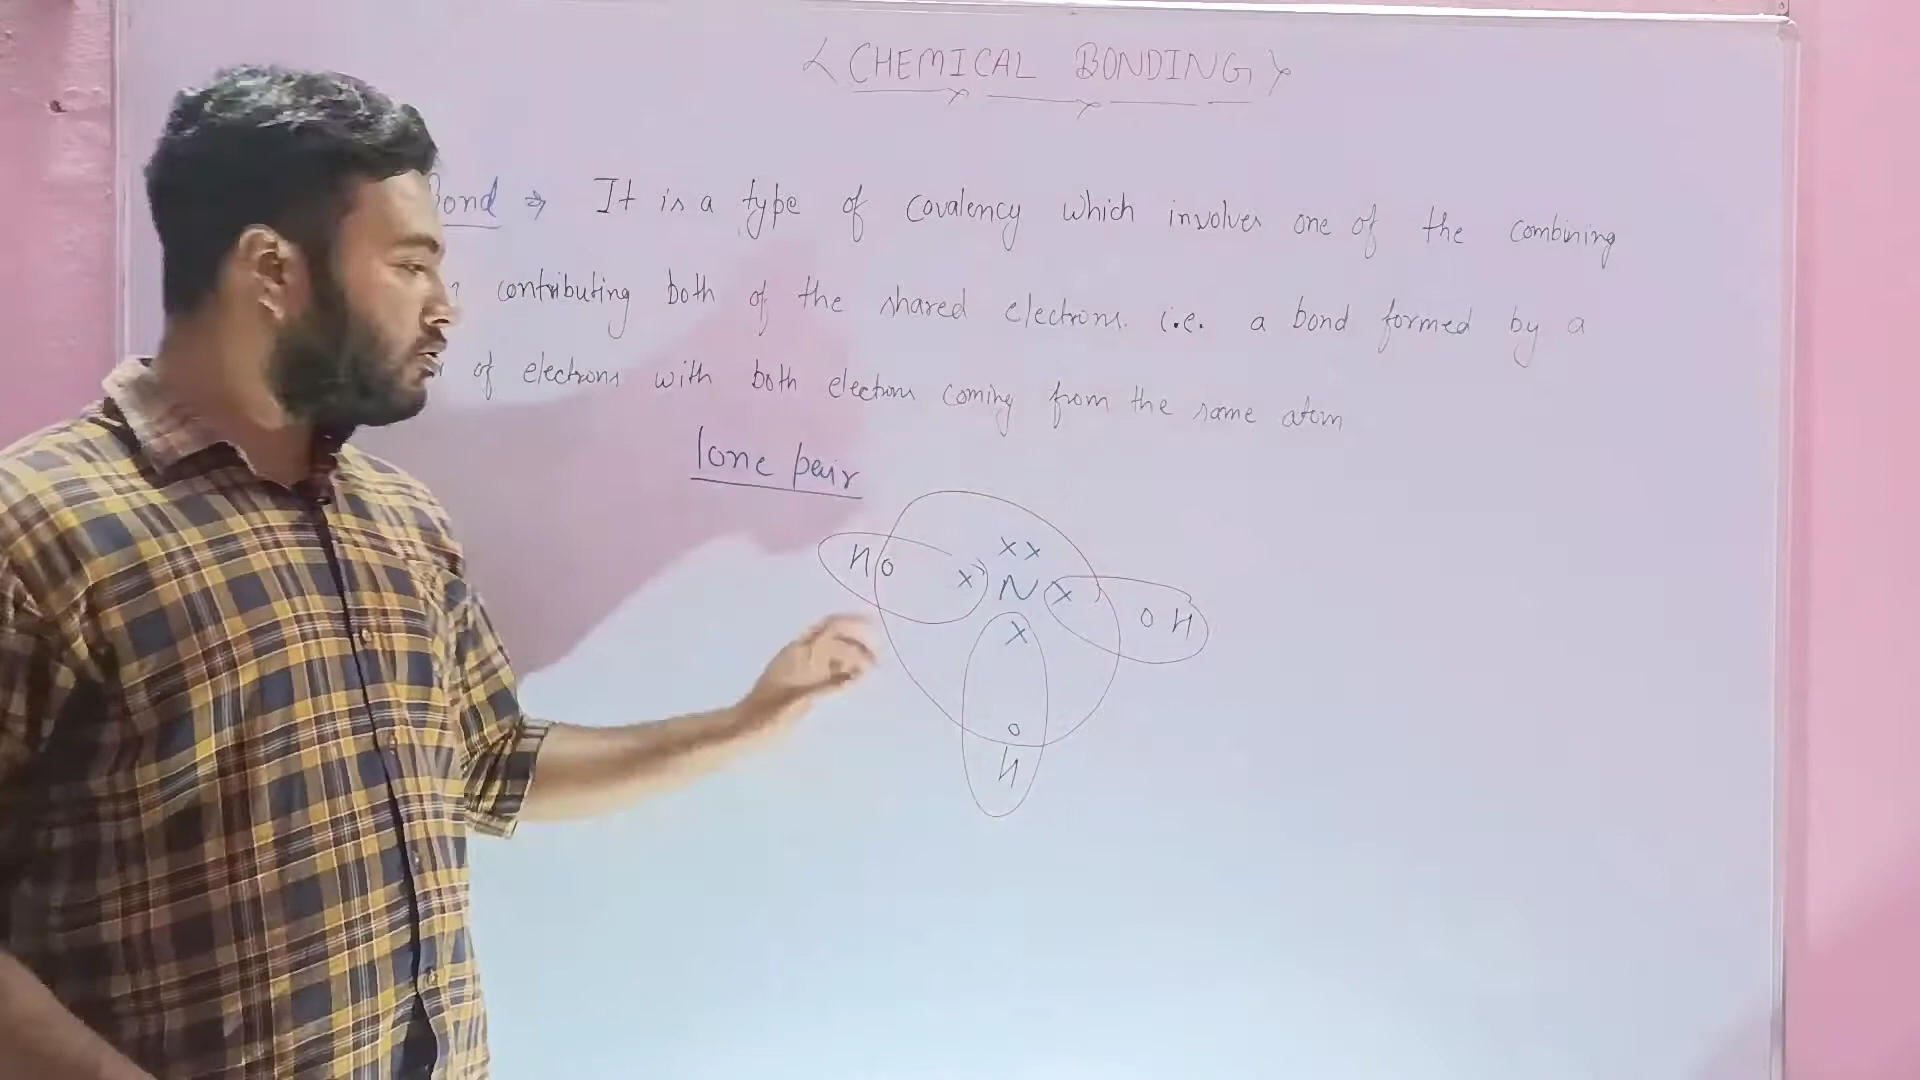 < CHEMICAL BONDING >
Bond ⇒ It is a type of covalency which involves one of the combining
contributing both of the shared electrons. i.e. a bond formed by a
of electrons with both electrons coming from the same atom
lone pair
xx
H o x N x o H
x
o
H